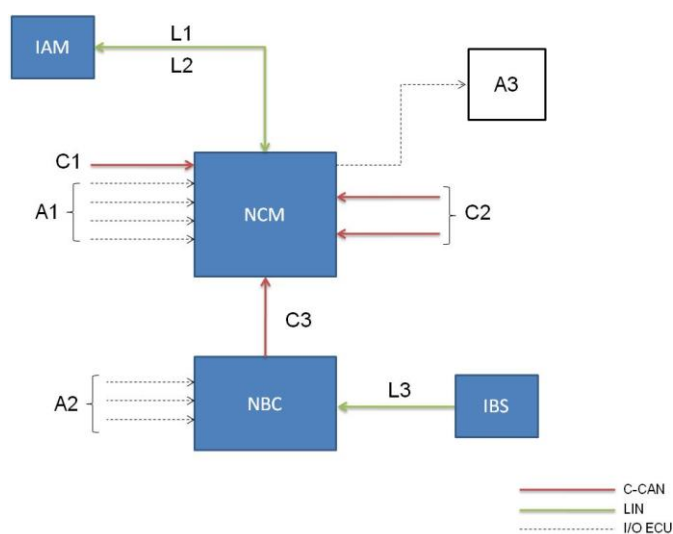 IAM
L1
L2
A3
C1
A1
NCM
C2
C3
A2
NBC
L3
IBS
C-CAN
LIN
I/O ECU